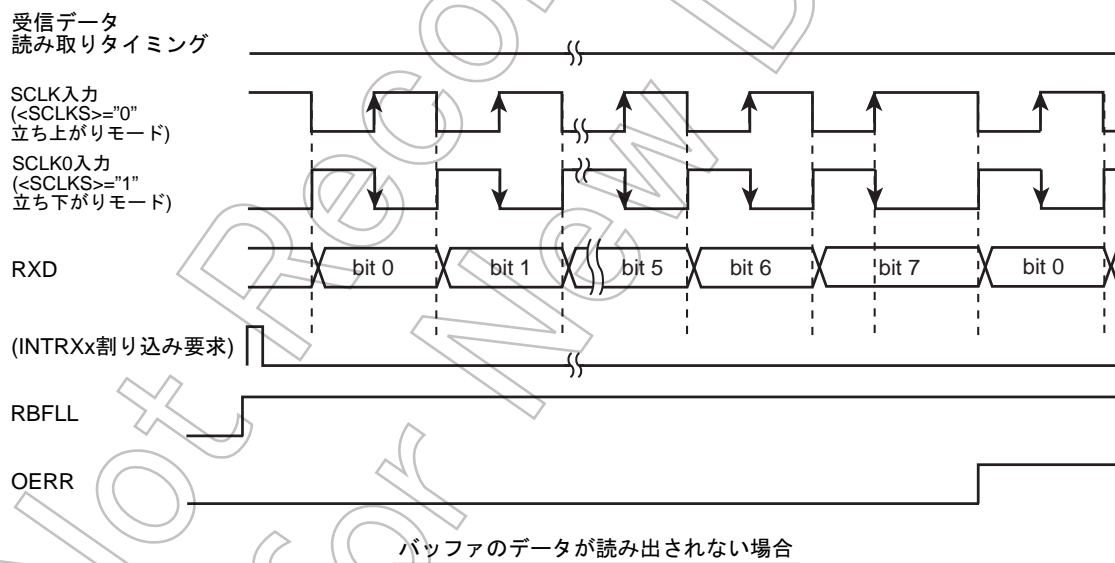 受信データ
読み取りタイミング
SCLK入力
(<SCLKS>="0"
立ち上がりモード)
SCLK0入力
(<SCLKS>="1"
立ち下がりモード)
RXD
bit 0
bit 1
bit 5
bit 6
bit 7
bit 0
(INTRXx割り込み要求)
RBFLL
OERR
バッファのデータが読み出されない場合
Not Reco
for New D